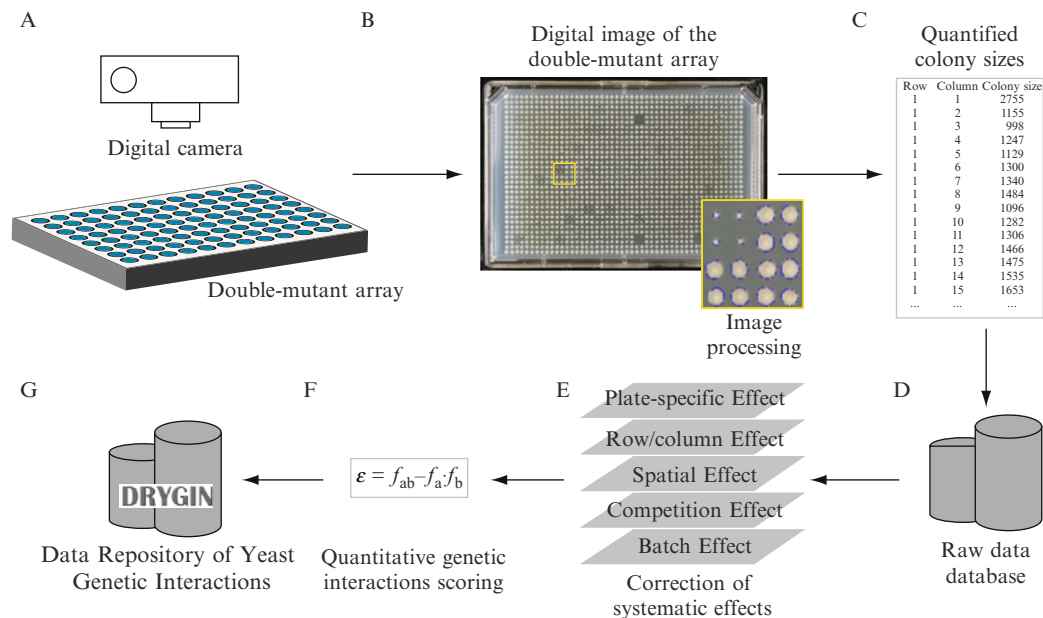 A
Digital camera
Double-mutant array
B
Digital image of the
double-mutant array
Image
processing
C
Quantified
colony sizes
Row Column Colony size
1 1 2755
1 2 1155
1 3 998
1 4 1247
1 5 1129
1 6 1300
1 7 1340
1 8 1484
1 9 1096
1 10 1282
1 11 1306
1 12 1466
1 13 1475
1 14 1535
1 15 1653
... ... ...
D
Raw data
database
E
Plate-specific Effect
Row/column Effect
Spatial Effect
Competition Effect
Batch Effect
Correction of
systematic effects
F
ε = f_ab–f_a·f_b
Quantitative genetic
interactions scoring
G
DRYGIN
Data Repository of Yeast
Genetic Interactions